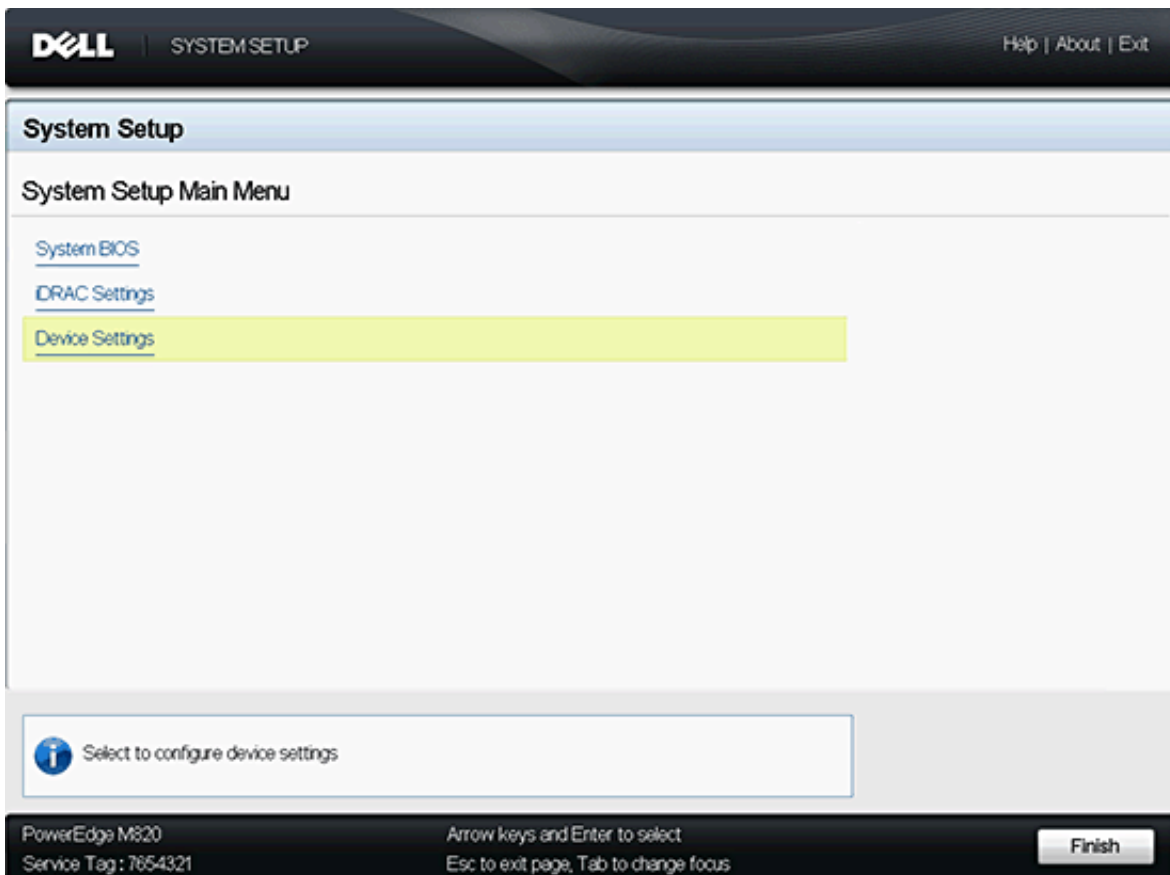 DELL SYSTEM SETUP Help | About | Exit
System Setup
System Setup Main Menu
System BIOS
iDRAC Settings
Device Settings
Select to configure device settings
PowerEdge M820 Arrow keys and Enter to select
Service Tag : 7654321 Esc to exit page, Tab to change focus
Finish